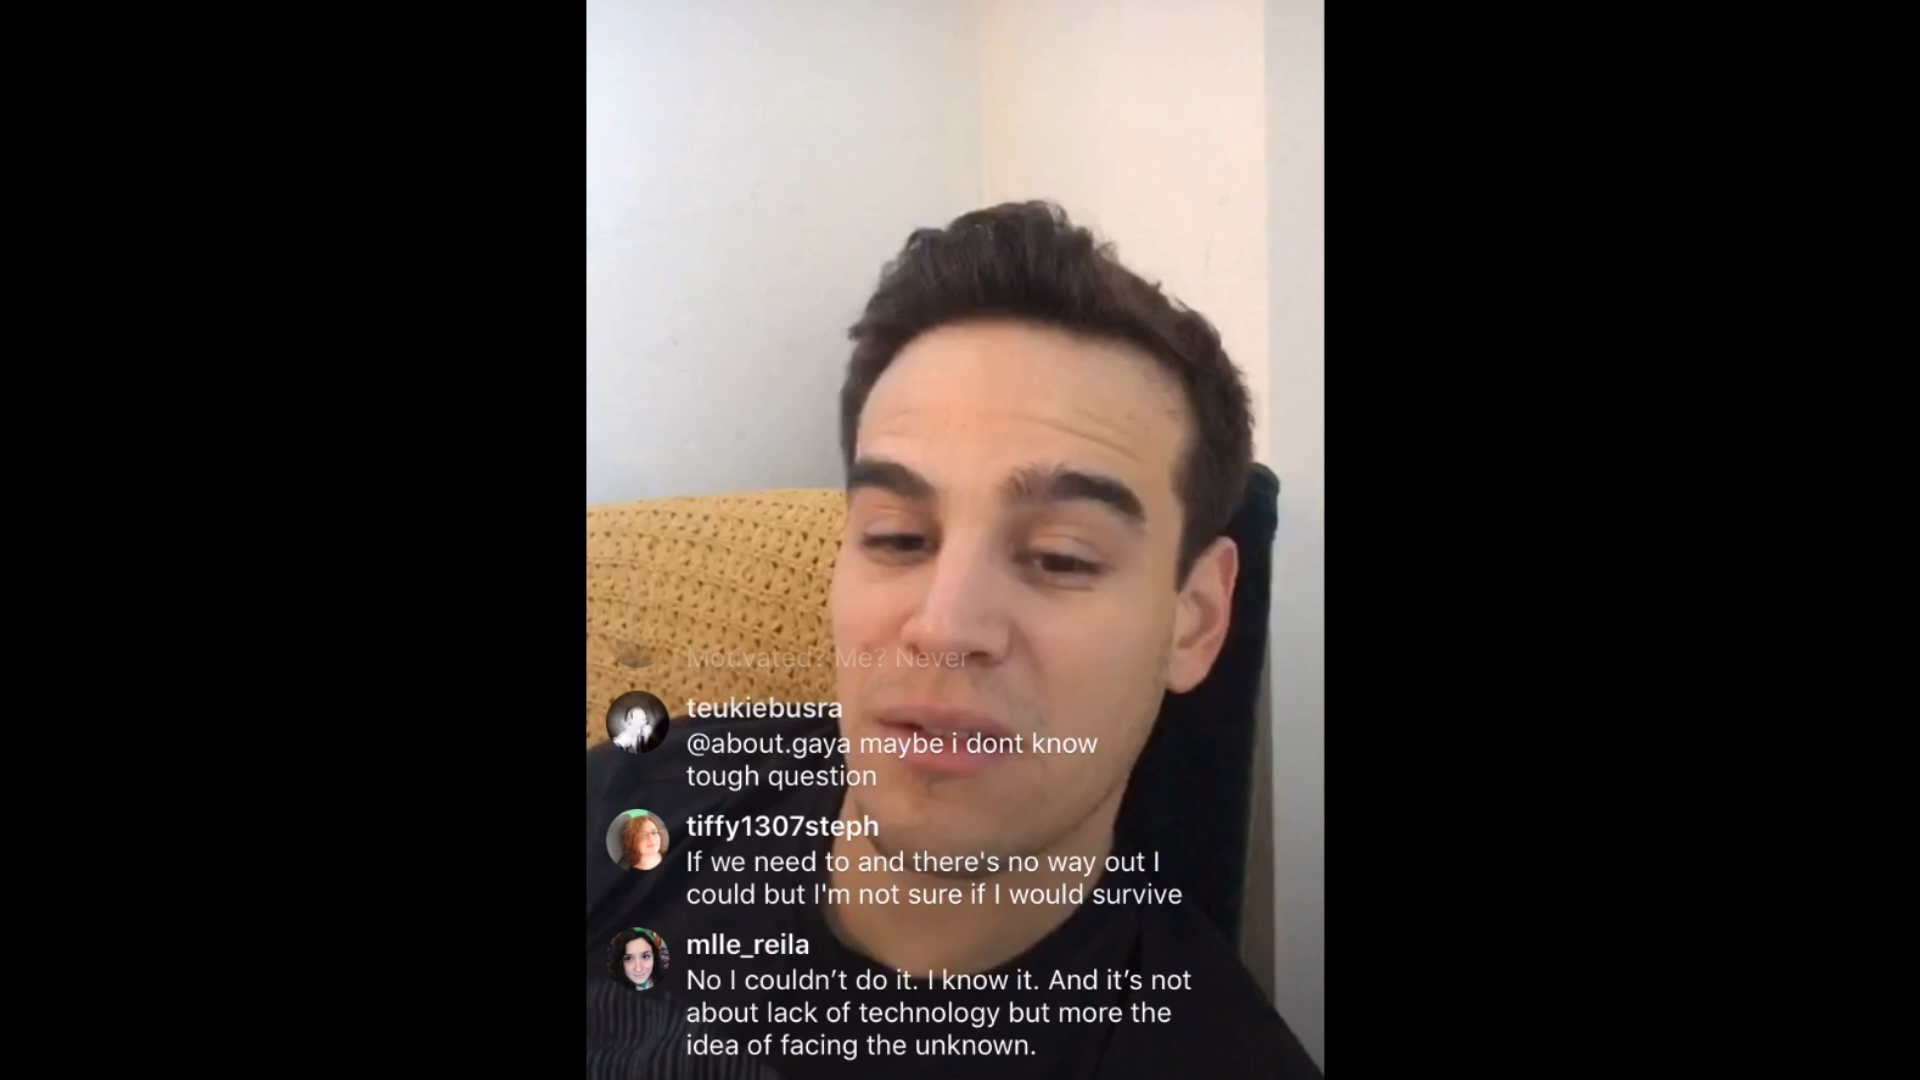 Motivated? Me? Never
teukiebusra
@about.gaya maybe i dont know
tough question
tiffy1307steph
If we need to and there's no way out I
could but I'm not sure if I would survive
mlle_reila
No I couldn’t do it. I know it. And it’s not
about lack of technology but more the
idea of facing the unknown.